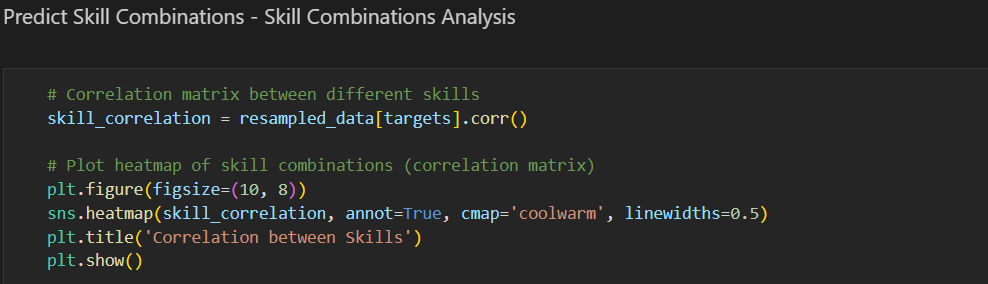 Predict Skill Combinations - Skill Combinations Analysis
# Correlation matrix between different skills
skill_correlation = resampled_data[targets].corr()
# Plot heatmap of skill combinations (correlation matrix)
plt.figure(figsize=(10, 8))
sns.heatmap(skill_correlation, annot=True, cmap='coolwarm', linewidths=0.5)
plt.title('Correlation between Skills')
plt.show()